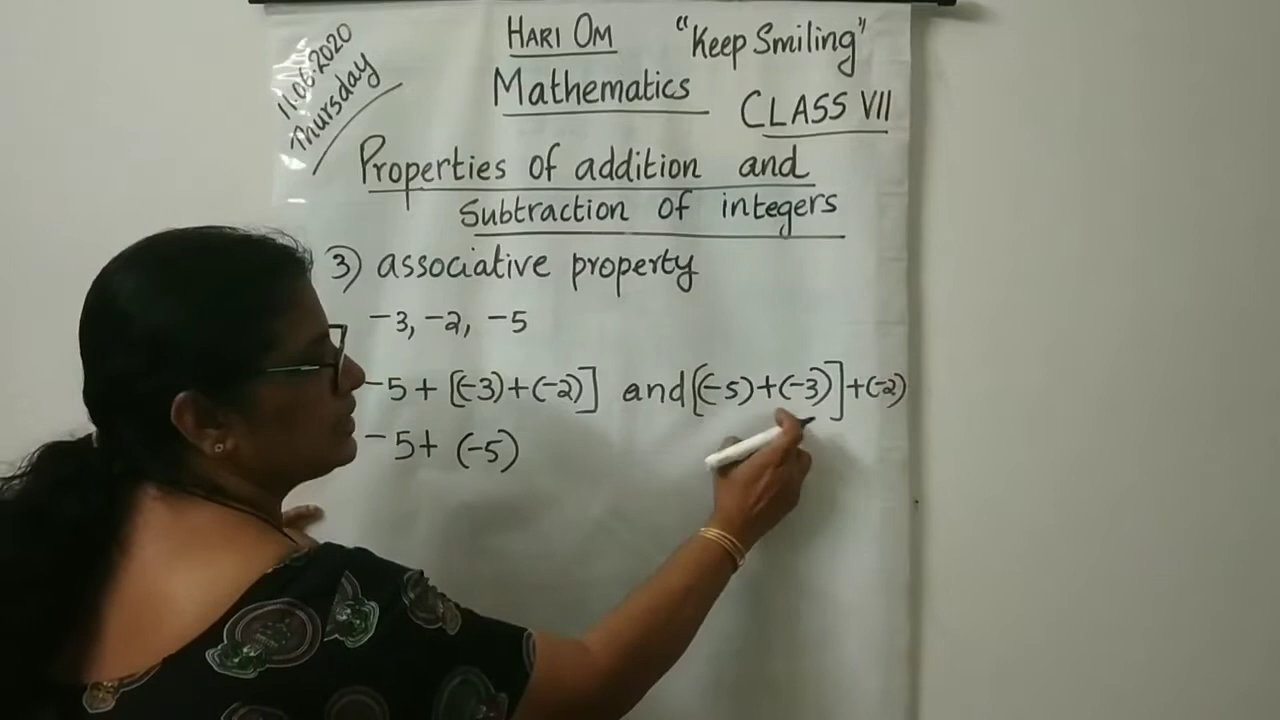 11.06.2020
Thursday
HARI OM "Keep Smiling"
Mathematics
CLASS VII
Properties of addition and
Subtraction of integers
3) associative property
-3, -2, -5
-5 + [(-3)+(-2)] and [(-5)+(-3)]+(-2)
-5+ (-5)